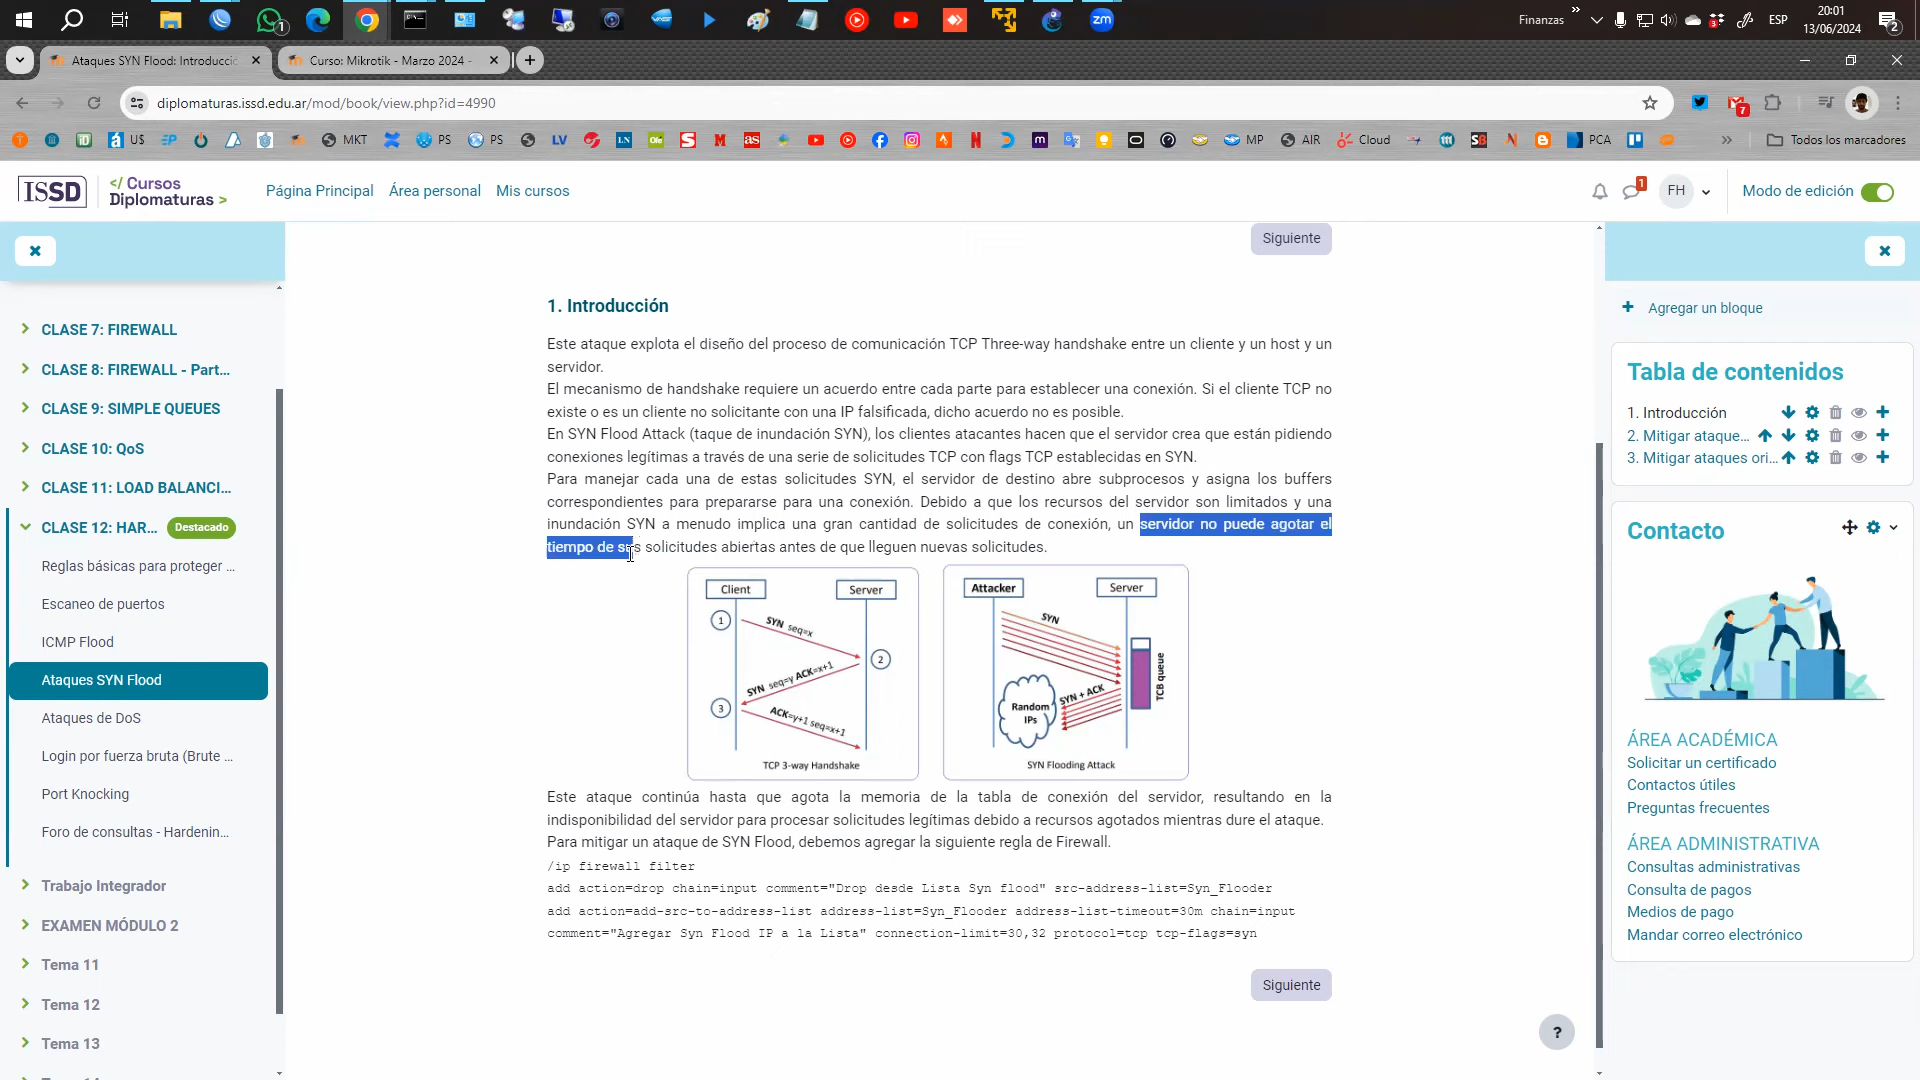 Finanzas
ESP
20:01
13/06/2024
1
2
Ataques SYN Flood: Introducci
Curso: Mikrotik - Marzo 2024 -
diplomaturas.issd.edu.ar/mod/book/view.php?id=4990
7
U$
MKT
PS
PS
LV
LN
MP
AIR
Cloud
PCA
Todos los marcadores
ISSD
</ Cursos
Diplomaturas >
Página Principal
Área personal
Mis cursos
1
FH
Modo de edición
CLASE 7: FIREWALL
CLASE 8: FIREWALL - Part...
CLASE 9: SIMPLE QUEUES
CLASE 10: QoS
CLASE 11: LOAD BALANCI...
CLASE 12: HAR... Destacado
Reglas básicas para proteger ...
Escaneo de puertos
ICMP Flood
Ataques SYN Flood
Ataques de DoS
Login por fuerza bruta (Brute ...
Port Knocking
Foro de consultas - Hardenin...
Trabajo Integrador
EXAMEN MÓDULO 2
Tema 11
Tema 12
Tema 13
Siguiente
1. Introducción
Este ataque explota el diseño del proceso de comunicación TCP Three-way handshake entre un cliente y un host y un
servidor.
El mecanismo de handshake requiere un acuerdo entre cada parte para establecer una conexión. Si el cliente TCP no
existe o es un cliente no solicitante con una IP falsificada, dicho acuerdo no es posible.
En SYN Flood Attack (taque de inundación SYN), los clientes atacantes hacen que el servidor crea que están pidiendo
conexiones legítimas a través de una serie de solicitudes TCP con flags TCP establecidas en SYN.
Para manejar cada una de estas solicitudes SYN, el servidor de destino abre subprocesos y asigna los buffers
correspondientes para prepararse para una conexión. Debido a que los recursos del servidor son limitados y una
inundación SYN a menudo implica una gran cantidad de solicitudes de conexión, un servidor no puede agotar el
tiempo de sus solicitudes abiertas antes de que lleguen nuevas solicitudes.
Client
Server
1
SYN seq=x
2
SYN seq=y ACK=x+1
3
ACK=y+1 seq=x+1
TCP 3-way Handshake
Attacker
Server
SYN
TCB queue
SYN + ACK
Random
IPs
SYN Flooding Attack
Este ataque continúa hasta que agota la memoria de la tabla de conexión del servidor, resultando en la
indisponibilidad del servidor para procesar solicitudes legítimas debido a recursos agotados mientras dure el ataque.
Para mitigar un ataque de SYN Flood, debemos agregar la siguiente regla de Firewall.
/ip firewall filter
add action=drop chain=input comment="Drop desde Lista Syn flood" src-address-list=Syn_Flooder
add action=add-src-to-address-list address-list=Syn_Flooder address-list-timeout=30m chain=input
comment="Agregar Syn Flood IP a la Lista" connection-limit=30,32 protocol=tcp tcp-flags=syn
Siguiente
?
Agregar un bloque
Tabla de contenidos
1. Introducción
2. Mitigar ataque...
3. Mitigar ataques ori...
Contacto
ÁREA ACADÉMICA
Solicitar un certificado
Contactos útiles
Preguntas frecuentes
ÁREA ADMINISTRATIVA
Consultas administrativas
Consulta de pagos
Medios de pago
Mandar correo electrónico